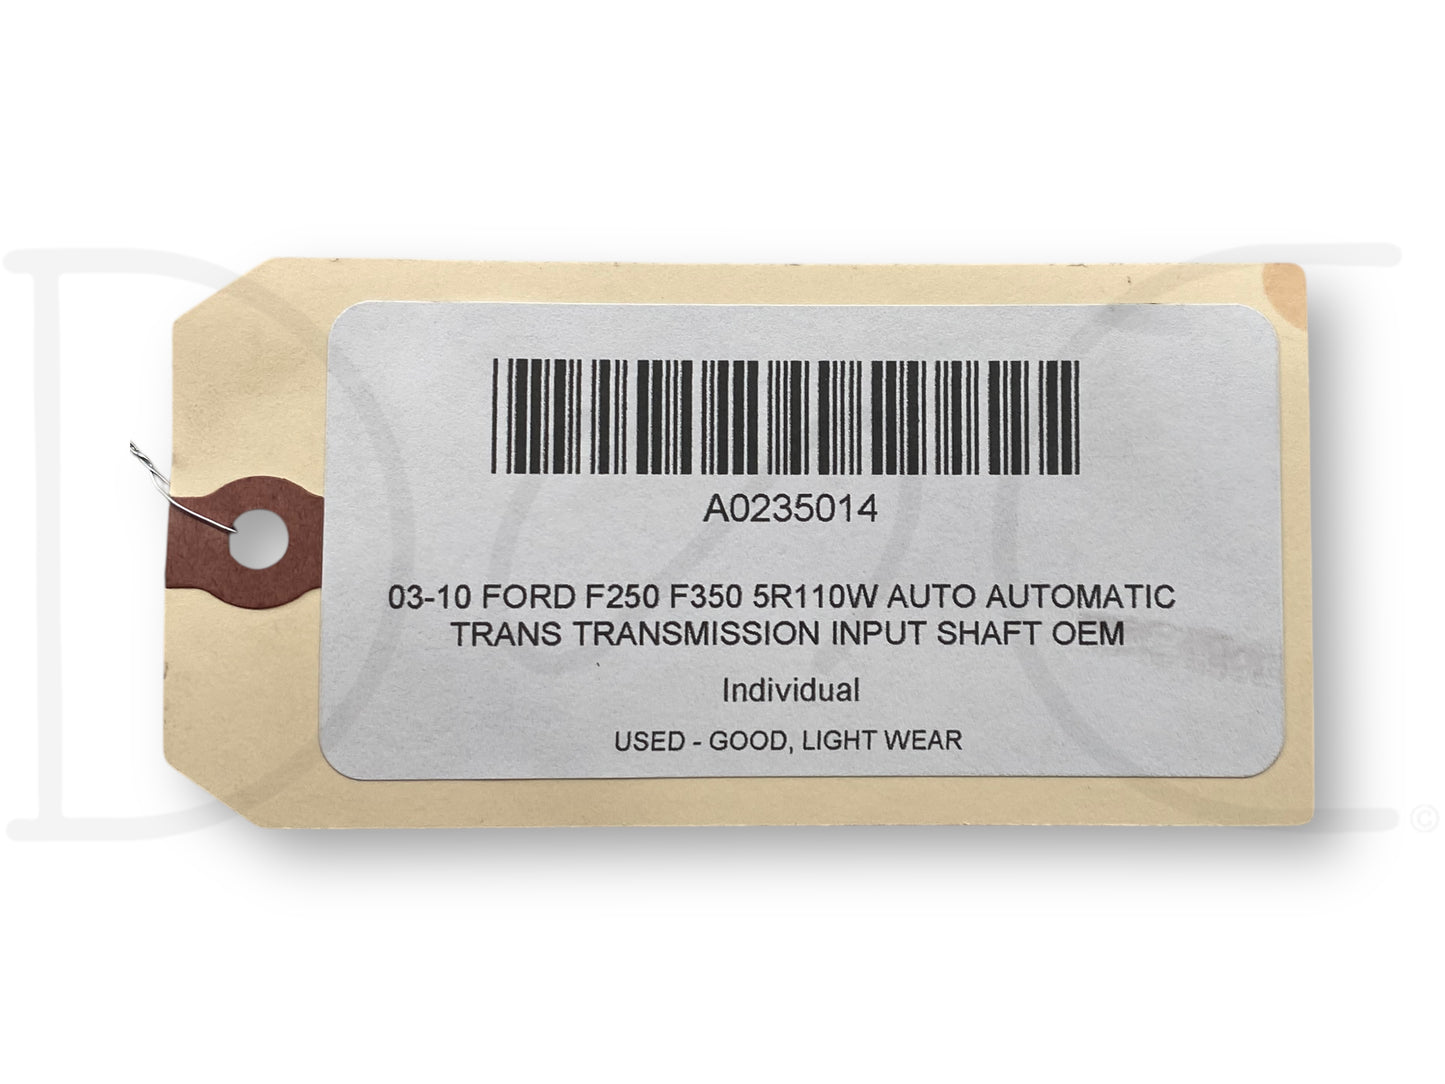 A0235014
03-10 FORD F250 F350 5R110W AUTO AUTOMATIC
TRANS TRANSMISSION INPUT SHAFT OEM
Individual
USED - GOOD, LIGHT WEAR
©